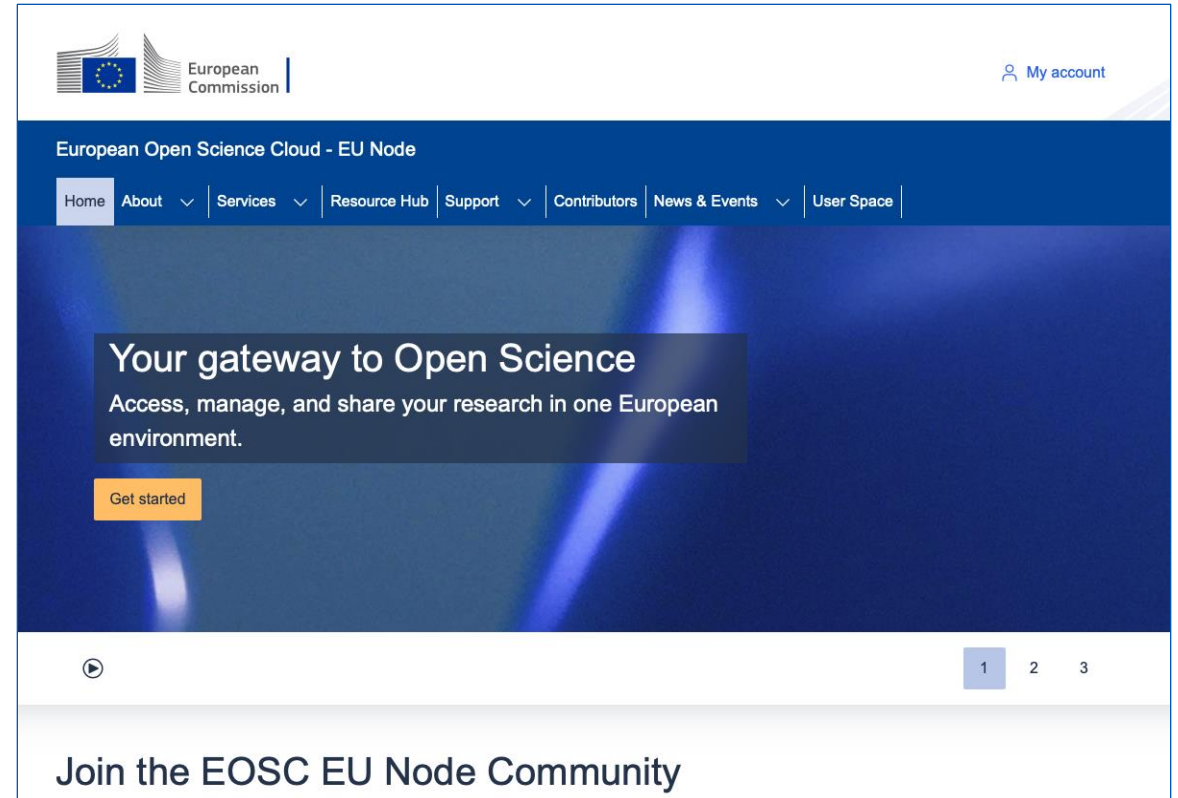 European
Commission
My account
European Open Science Cloud - EU Node
Home About Services Resource Hub Support Contributors News & Events User Space
Your gateway to Open Science
Access, manage, and share your research in one European
environment.
Get started
1 2 3
Join the EOSC EU Node Community